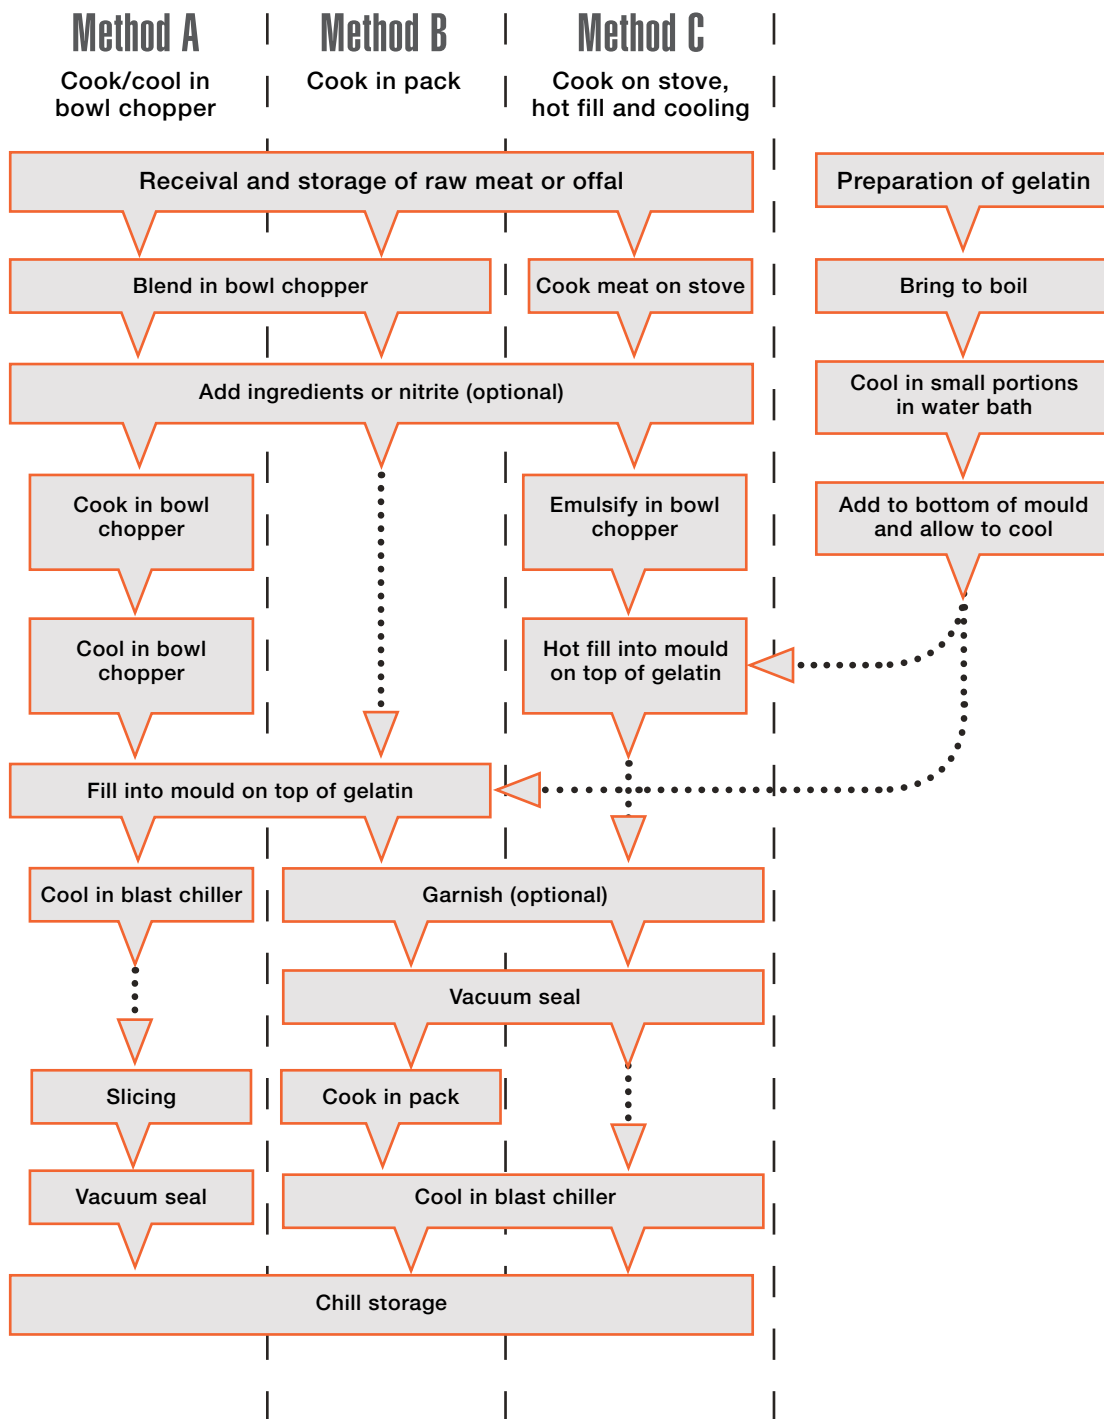 Method A
Method B
Method C
Cook/cool in
bowl chopper
Cook in pack
Cook on stove,
hot fill and cooling
Receival and storage of raw meat or offal
Preparation of gelatin
Blend in bowl chopper
Cook meat on stove
Bring to boil
Add ingredients or nitrite (optional)
Cool in small portions
in water bath
Cook in bowl
chopper
Emulsify in bowl
chopper
Add to bottom of mould
and allow to cool
Cool in bowl
chopper
Hot fill into mould
on top of gelatin
Fill into mould on top of gelatin
Cool in blast chiller
Garnish (optional)
Vacuum seal
Slicing
Cook in pack
Vacuum seal
Cool in blast chiller
Chill storage